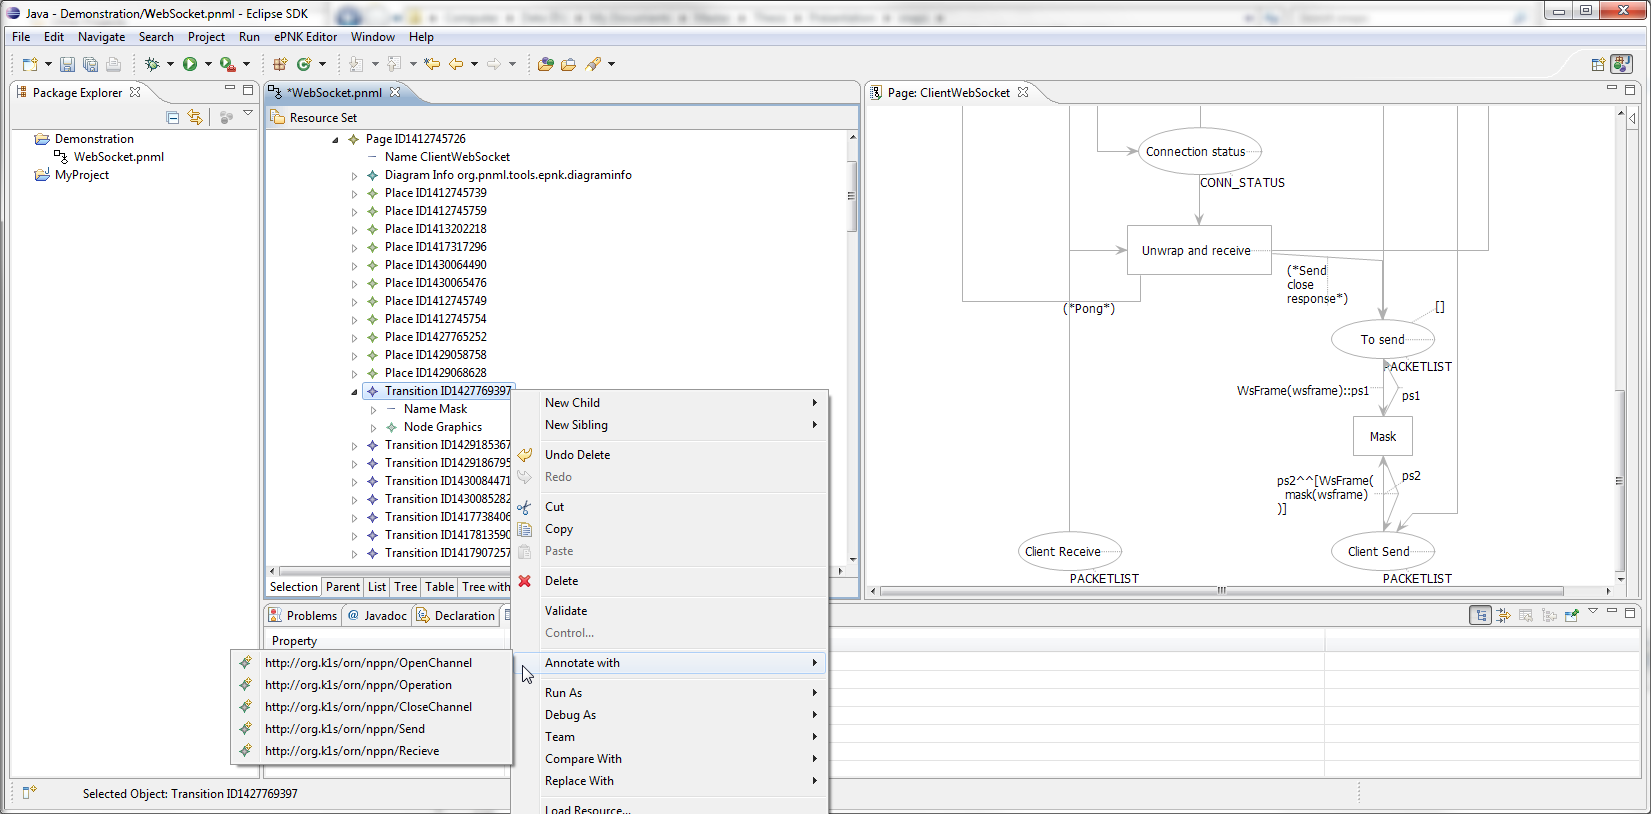 Java - Demonstration/WebSocket.pnml - Eclipse SDK
File Edit Navigate Search Project Run ePNK Editor Window Help
Package Explorer
Demonstration
WebSocket.pnml
MyProject
*WebSocket.pnml
Resource Set
Page ID1412745726
Name ClientWebSocket
Diagram Info org.pnml.tools.epnk.diagraminfo
Place ID1412745739
Place ID1412745759
Place ID1413202218
Place ID1417317296
Place ID1430064490
Place ID1430065476
Place ID1412745749
Place ID1412745754
Place ID1427765252
Place ID1429058758
Place ID1429068628
Transition ID1427769397
Name Mask
Node Graphics
Transition ID1429185367
Transition ID1429186795
Transition ID1430084471
Transition ID1430085282
Transition ID1417738406
Transition ID1417813590
Transition ID1417907257
Selection Parent List Tree Table Tree with
Problems @ Javadoc Declaration
Property
New Child
New Sibling
Undo Delete
Redo
Cut
Copy
Paste
Delete
Validate
Control...
Annotate with
Run As
Debug As
Team
Compare With
Replace With
Load Resource...
http://org.k1s/orn/nppn/OpenChannel
http://org.k1s/orn/nppn/Operation
http://org.k1s/orn/nppn/CloseChannel
http://org.k1s/orn/nppn/Send
http://org.k1s/orn/nppn/Recieve
Page: ClientWebSocket
Connection status
CONN_STATUS
Unwrap and receive
(*Send
close
response*)
(*Pong*)
[]
To send
PACKETLIST
WsFrame(wsframe)::ps1
ps1
Mask
ps2
ps2^^[WsFrame(
mask(wsframe)
)]
Client Receive
PACKETLIST
Client Send
PACKETLIST
Selected Object: Transition ID1427769397